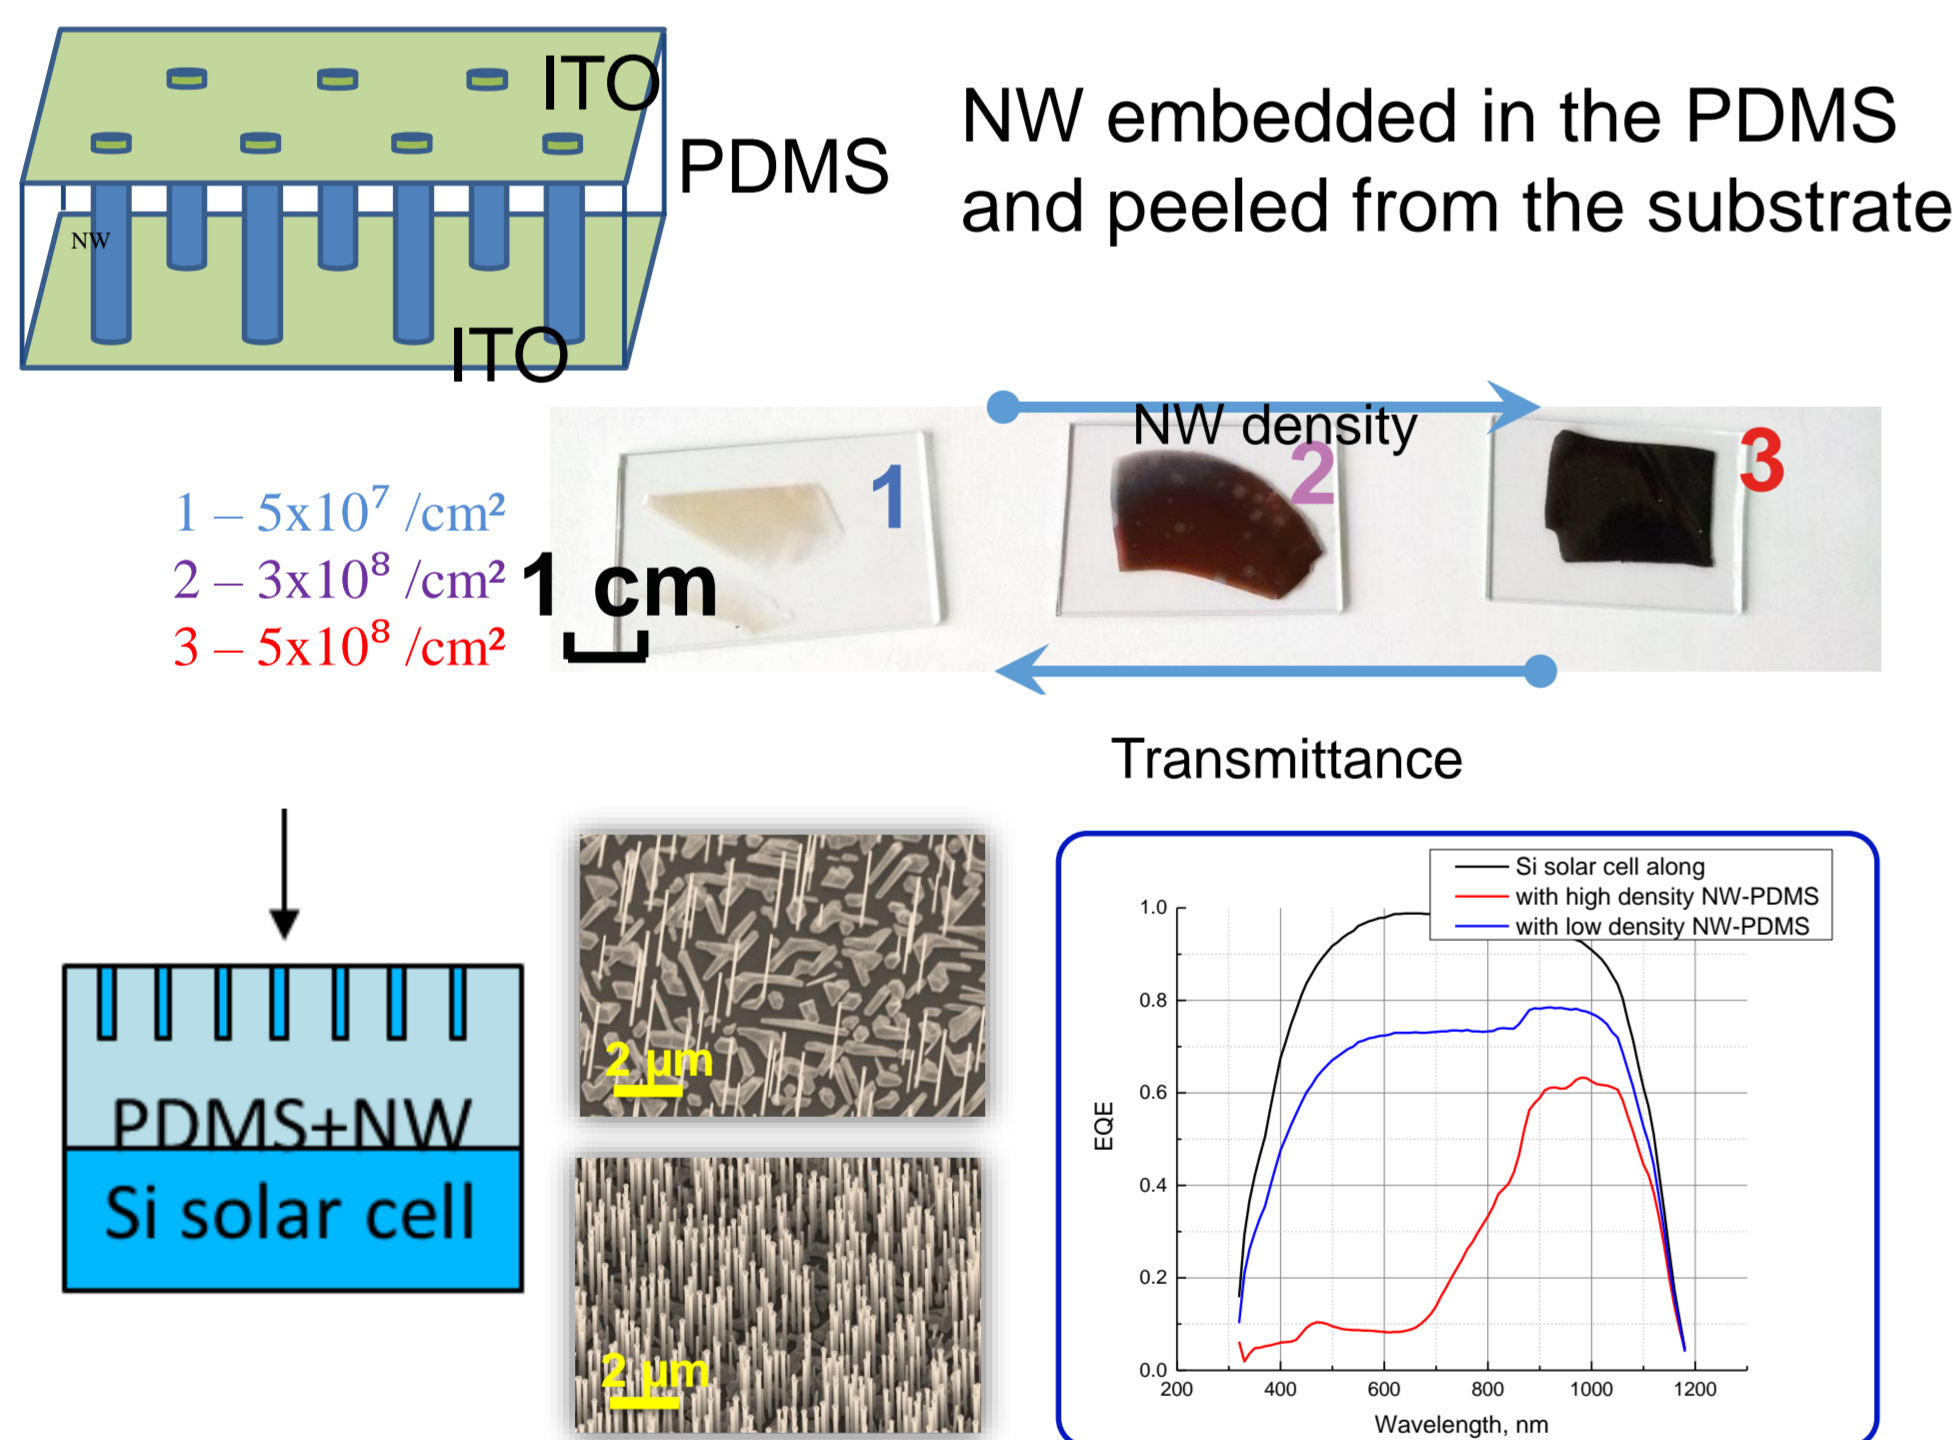 ITO
PDMS
NW
ITO
NW embedded in the PDMS
and peeled from the substrate
NW density
1
2
3
1 – 5x10⁷ /cm²
2 – 3x10⁸ /cm²
3 – 5x10⁸ /cm²
1 cm
Transmittance
PDMS+NW
Si solar cell
2 µm
2 µm
Si solar cell along
with high density NW-PDMS
with low density NW-PDMS
1.0
0.8
0.6
0.4
0.2
0.0
EQE
200 400 600 800 1000 1200
Wavelength, nm